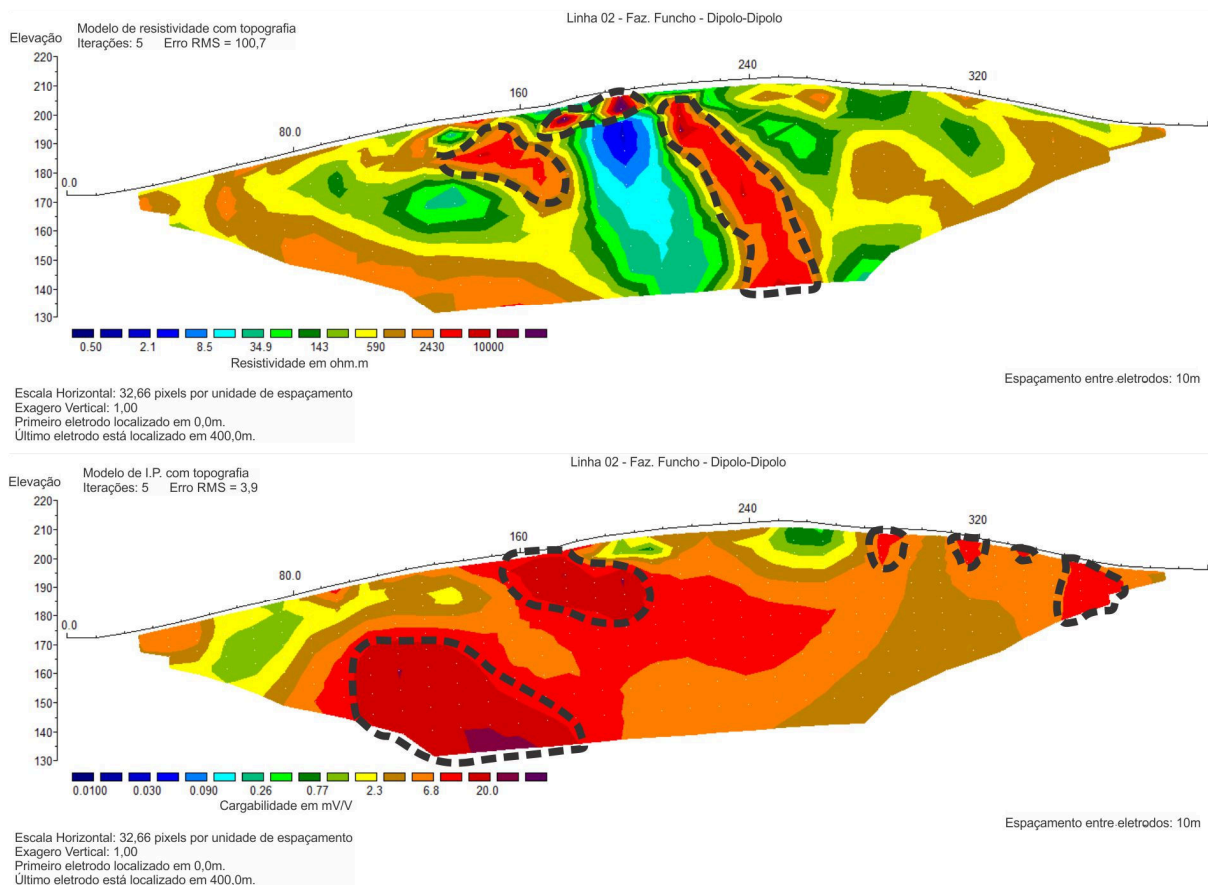 Linha 02 - Faz. Funcho - Dipolo-Dipolo
Modelo de resistividade com topografia
Elevação
Iterações: 5 Erro RMS = 100,7
220
210
200
190
180
170
160
150
140
130
0.0
80.0
160
240
320
0.50 2.1 8.5 34.9 143 590 2430 10000
Resistividade em ohm.m
Espaçamento entre eletrodos: 10m
Escala Horizontal: 32,66 pixels por unidade de espaçamento
Exagero Vertical: 1,00
Primeiro eletrodo localizado em 0,0m.
Último eletrodo está localizado em 400,0m.
Linha 02 - Faz. Funcho - Dipolo-Dipolo
Modelo de I.P. com topografia
Elevação
Iterações: 5 Erro RMS = 3,9
220
210
200
190
180
170
160
150
140
130
0.0
80.0
160
240
320
0.0100 0.030 0.090 0.26 0.77 2.3 6.8 20.0
Cargabilidade em mV/V
Espaçamento entre eletrodos: 10m
Escala Horizontal: 32,66 pixels por unidade de espaçamento
Exagero Vertical: 1,00
Primeiro eletrodo localizado em 0,0m.
Último eletrodo está localizado em 400,0m.